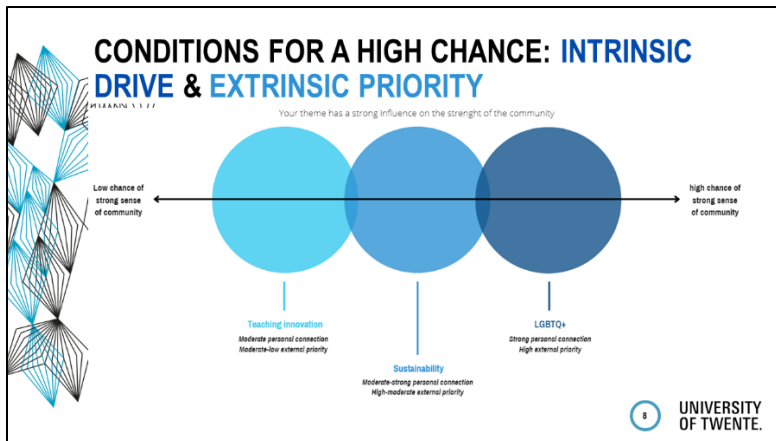 CONDITIONS FOR A HIGH CHANCE: INTRINSIC
DRIVE & EXTRINSIC PRIORITY
Your theme has a strong influence on the strenght of the community
Low chance of
strong sense
of community
high chance of
strong sense
of community
Teaching innovation
Moderate personal connection
Moderate-low external priority
Sustainability
Moderate-strong personal connection
High-moderate external priority
LGBTQ+
Strong personal connection
High external priority
8
UNIVERSITY
OF TWENTE.